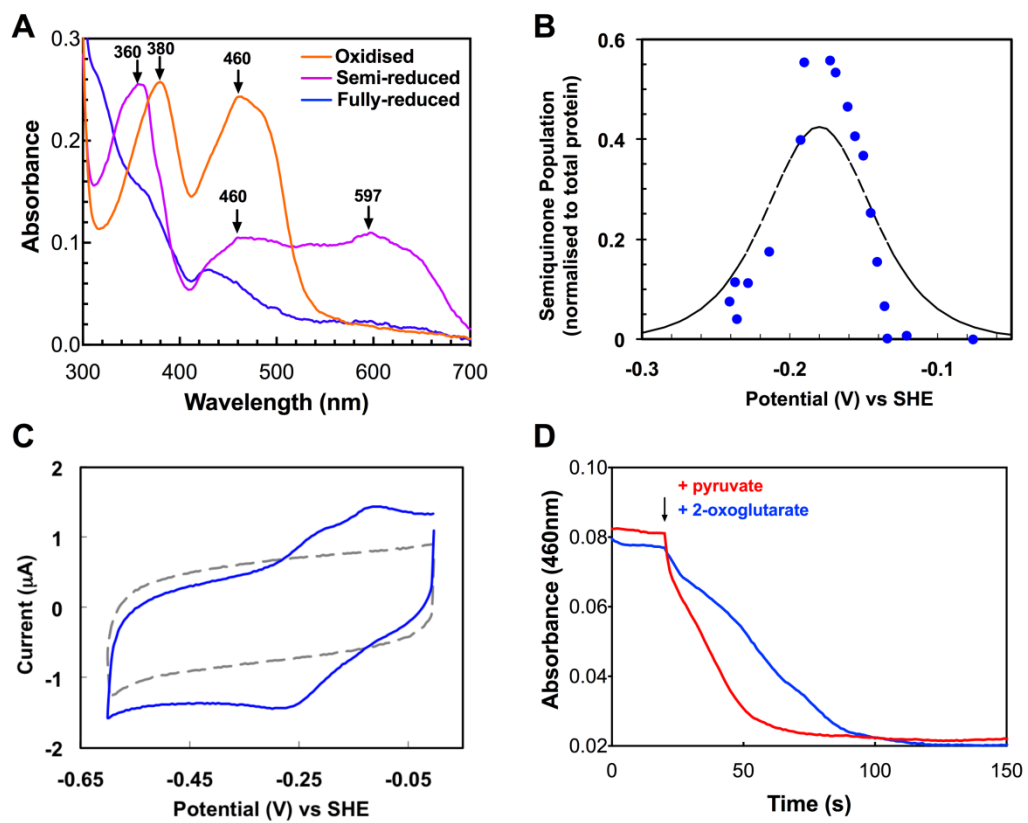 A
0.3
0.2
0.1
0.0
Absorbance
360
380
460
460
597
Oxidised
Semi-reduced
Fully-reduced
300
400
500
600
700
Wavelength (nm)
B
0.6
0.4
0.2
0
Semiquinone Population
(normalised to total protein)
-0.3
-0.2
-0.1
Potential (V) vs SHE
C
2
1
0
-1
-2
Current (μA)
-0.65
-0.45
-0.25
-0.05
Potential (V) vs SHE
D
0.10
0.08
0.06
0.04
0.02
Absorbance (460nm)
+ pyruvate
+ 2-oxoglutarate
0
50
100
150
Time (s)